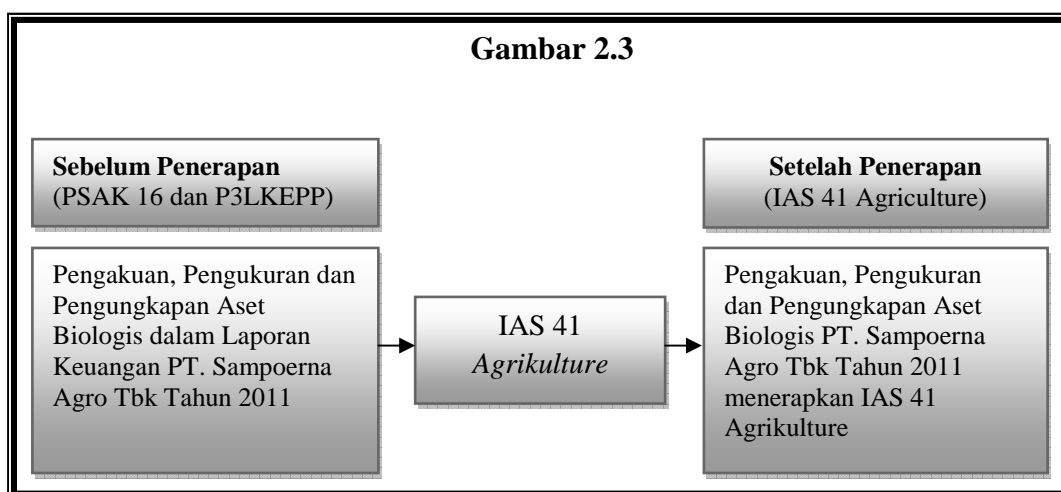 Gambar 2.3
Sebelum Penerapan
(PSAK 16 dan P3LKEPP)
Setelah Penerapan
(IAS 41 Agriculture)
Pengakuan, Pengukuran dan
Pengungkapan Aset
Biologis dalam Laporan
Keuangan PT. Sampoerna
Agro Tbk Tahun 2011
IAS 41
Agrikulture
Pengakuan, Pengukuran
dan Pengungkapan Aset
Biologis PT. Sampoerna
Agro Tbk Tahun 2011
menerapkan IAS 41
Agrikulture